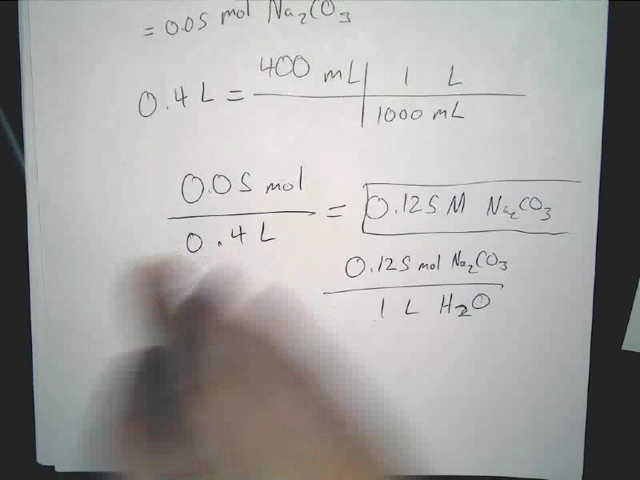 = 0.05 mol Na₂CO₃
0.4 L = 400 mL | 1 L
1000 mL
0.05 mol
0.4 L
= 0.125 M Na₂CO₃
0.125 mol Na₂CO₃
1 L H₂O